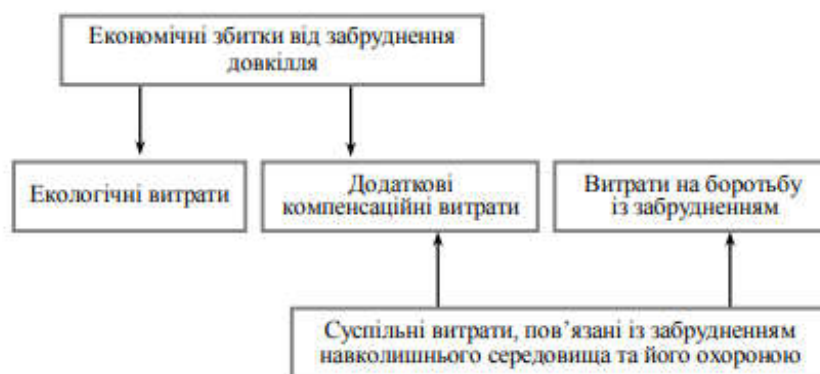 Економічні збитки від забруднення
довкілля
Екологічні витрати
Додаткові
компенсаційні витрати
Витрати на боротьбу
із забрудненням
Суспільні витрати, пов’язані із забрудненням
навколишнього середовища та його охороною